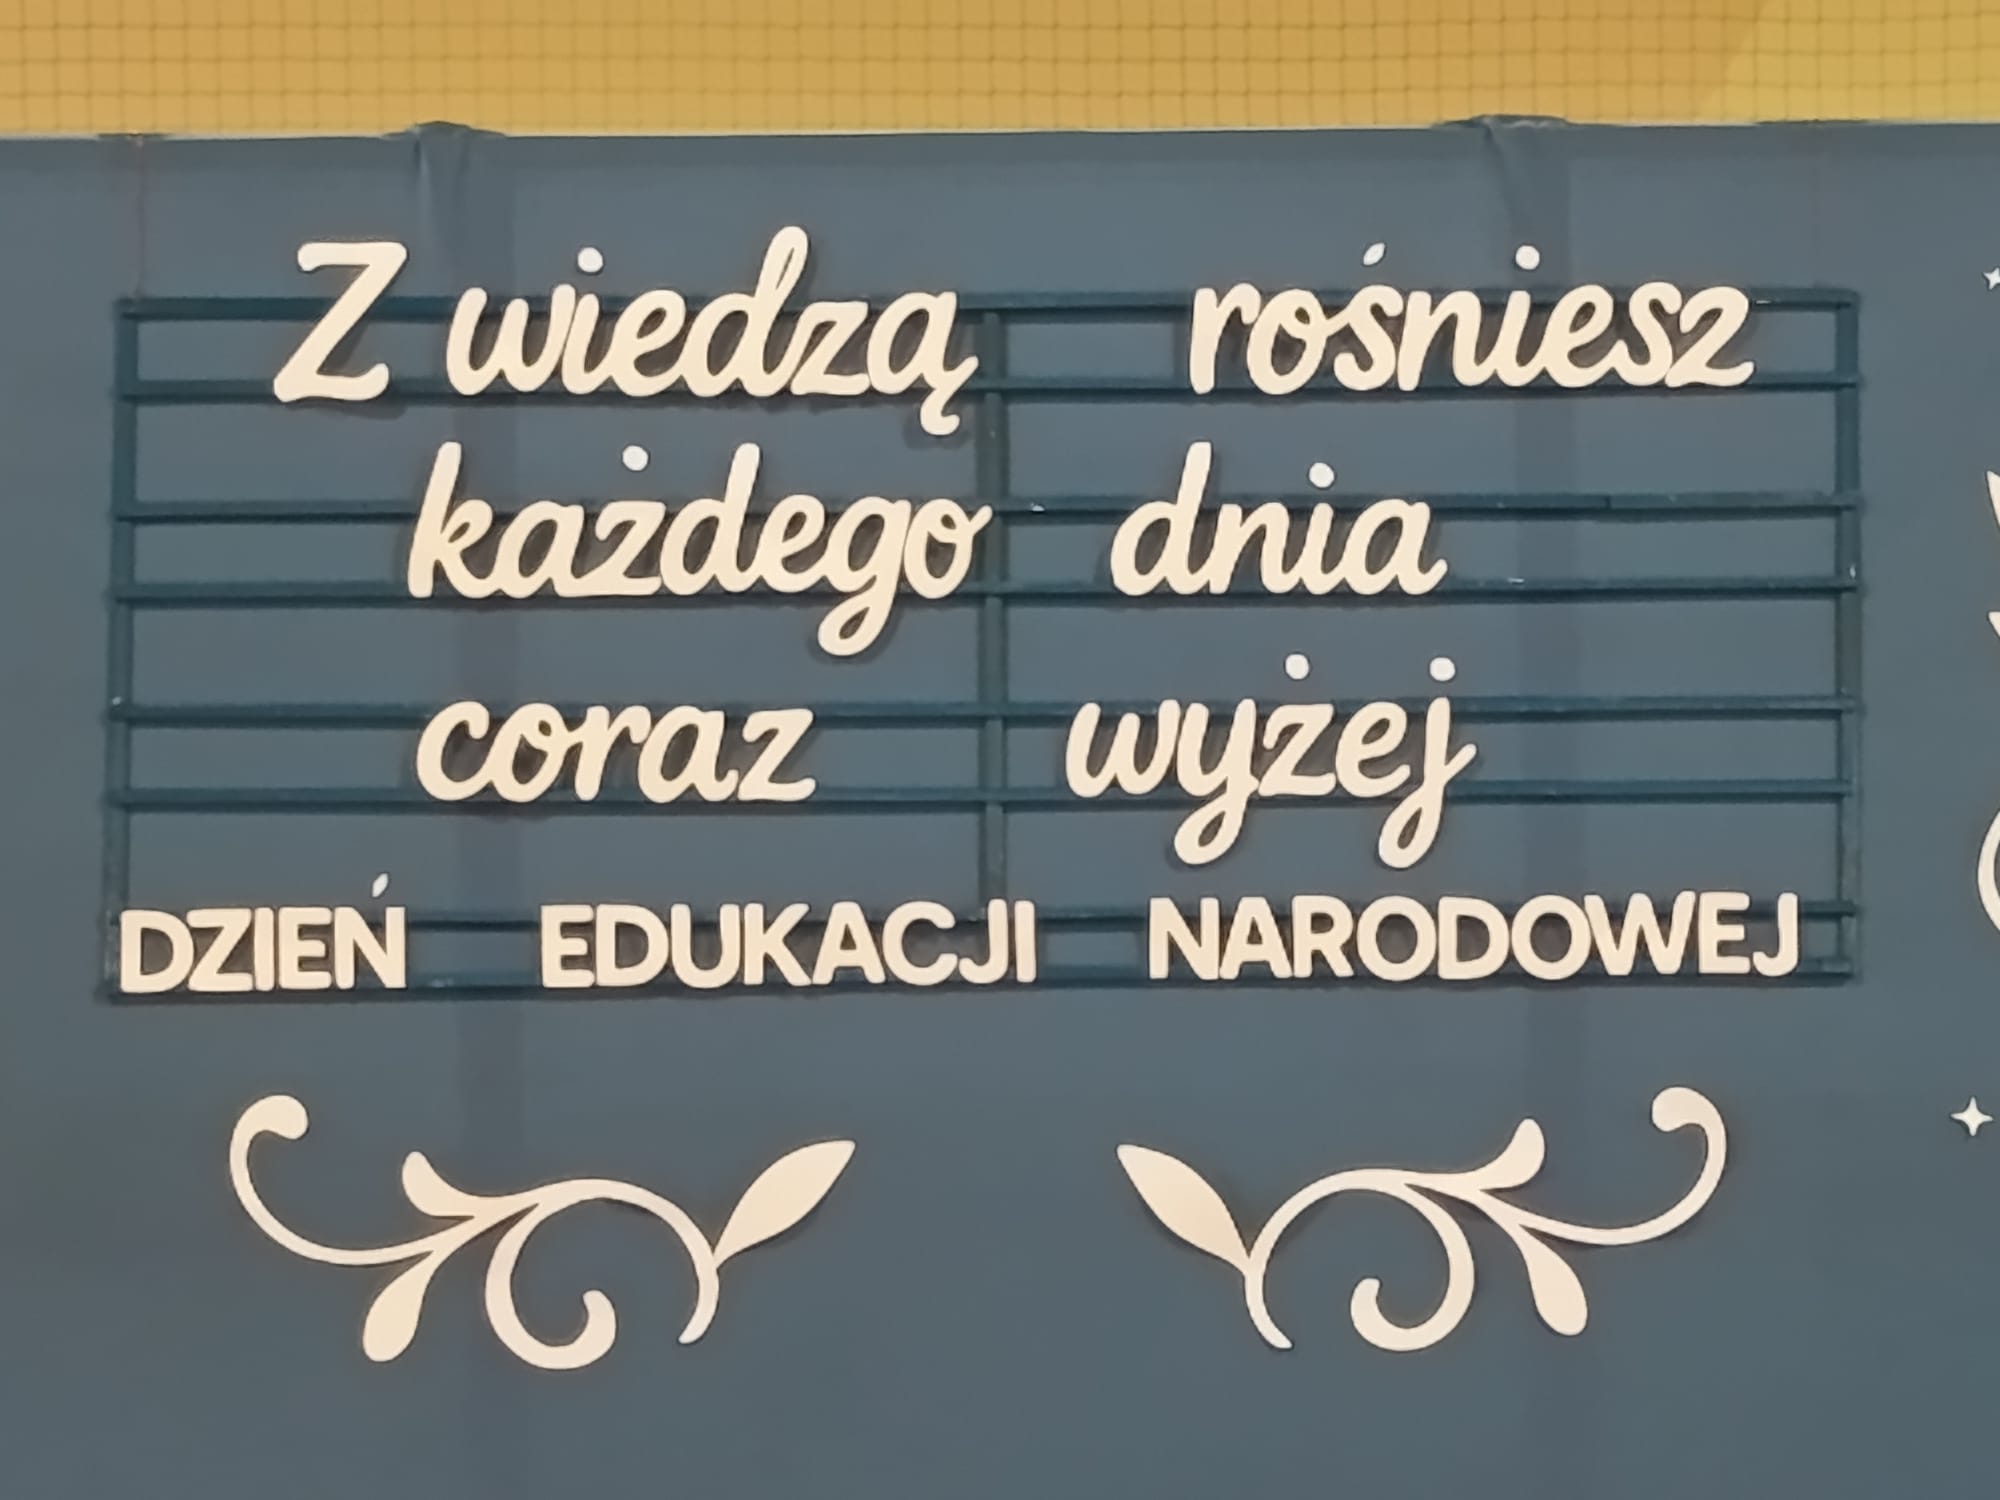 Z wiedzą rośniesz
każdego dnia
coraz wyżej
DZIEŃ EDUKACJI NARODOWEJ